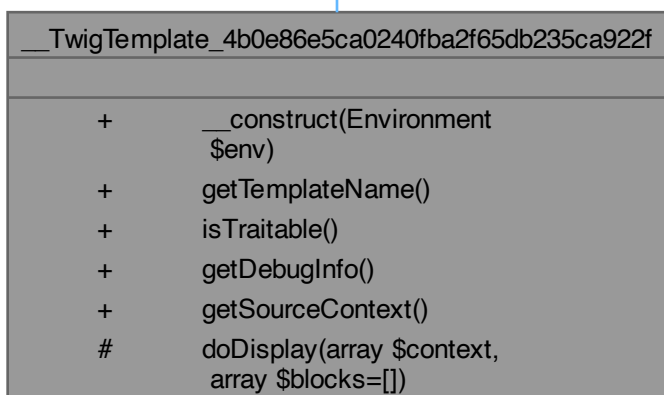 __TwigTemplate_4b0e86e5ca0240fba2f65db235ca922f
+ __construct(Environment
$env)
+ getTemplateName()
+ isTraitable()
+ getDebugInfo()
+ getSourceContext()
# doDisplay(array $context,
array $blocks=[])